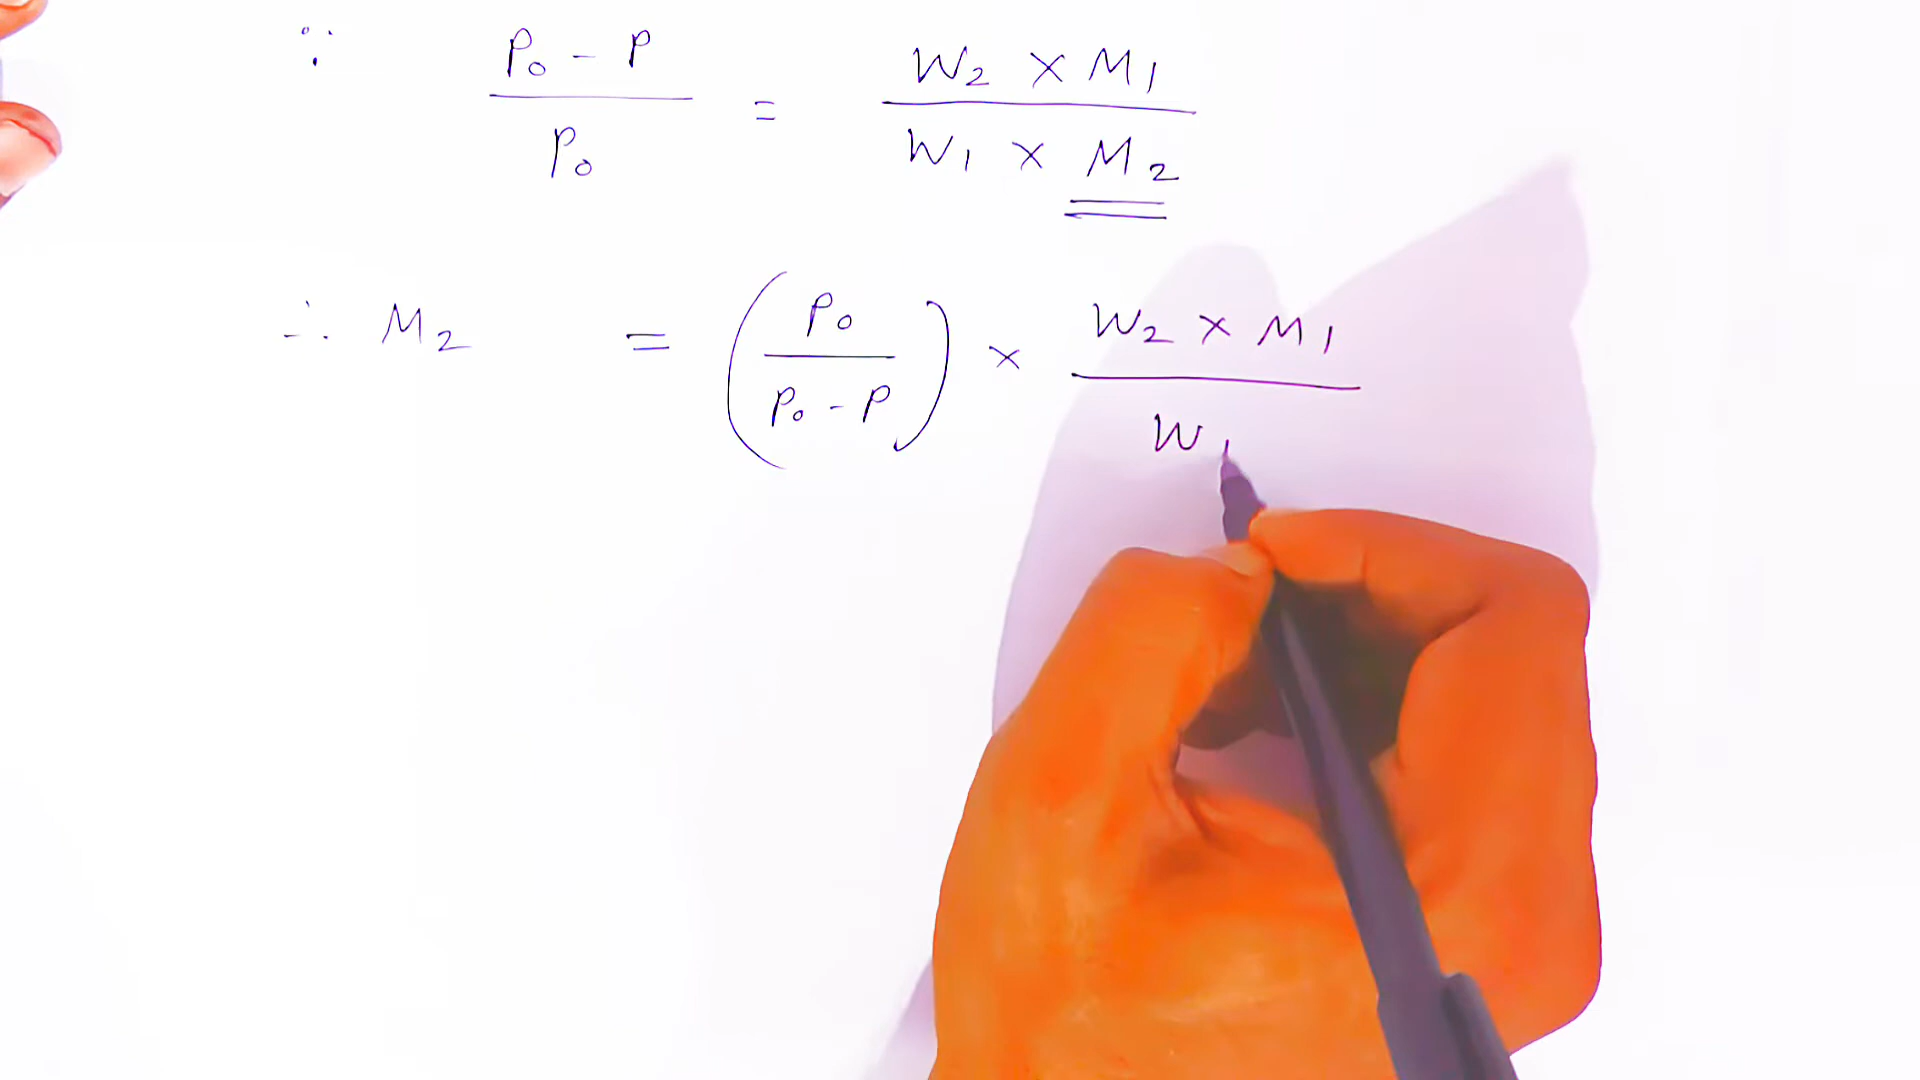 ∵ P₀ - P / P₀ = W₂ × M₁ / W₁ × M₂
∴ M₂ = (P₀ / P₀ - P) × W₂ × M₁ / W₁